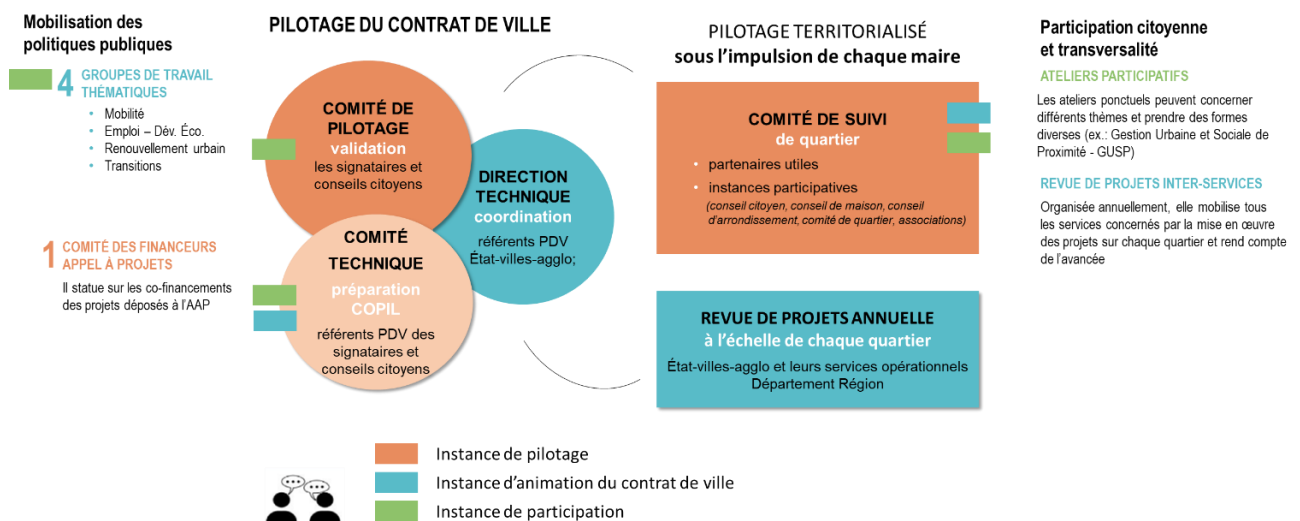 Mobilisation des
politiques publiques
4 GROUPES DE TRAVAIL
THÉMATIQUES
• Mobilité
• Emploi – Dév. Éco.
• Renouvellement urbain
• Transitions
1 COMITÉ DES FINANCEURS
APPEL À PROJETS
Il statue sur les co-financements
des projets déposés à l'AAP
PILOTAGE DU CONTRAT DE VILLE
COMITÉ DE
PILOTAGE
validation
les signataires et
conseils citoyens
DIRECTION
TECHNIQUE
coordination
référents PDV
État-villes-agglo;
COMITÉ
TECHNIQUE
préparation
COPIL
référents PDV des
signataires et
conseils citoyens
PILOTAGE TERRITORIALISÉ
sous l'impulsion de chaque maire
COMITÉ DE SUIVI
de quartier
• partenaires utiles
• instances participatives
(conseil citoyen, conseil de maison, conseil
d'arrondissement, comité de quartier, associations)
REVUE DE PROJETS ANNUELLE
à l'échelle de chaque quartier
État-villes-agglo et leurs services opérationnels
Département Région
Participation citoyenne
et transversalité
ATELIERS PARTICIPATIFS
Les ateliers ponctuels peuvent concerner
différents thèmes et prendre des formes
diverses (ex.: Gestion Urbaine et Sociale de
Proximité - GUSP)
REVUE DE PROJETS INTER-SERVICES
Organisée annuellement, elle mobilise tous
les services concernés par la mise en œuvre
des projets sur chaque quartier et rend compte
de l'avancée
Instance de pilotage
Instance d'animation du contrat de ville
Instance de participation